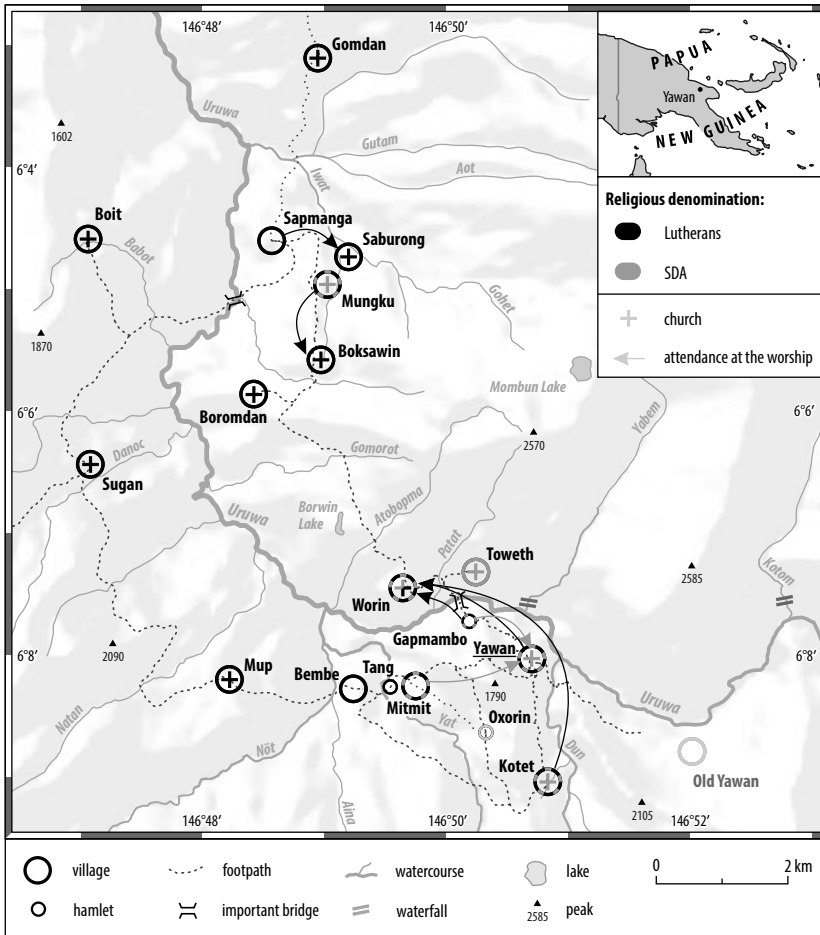 146°48'
146°50'
Gomdan
PAPUA
Yawan
NEW GUINEA
Uruwa
1602
Gutam
Aot
6°4'
Iwat
Religious denomination:
Lutherans
SDA
church
attendance at the worship
Boit
Babot
Sapmanga
Saburong
Mungku
Gohet
1870
Boksawin
Mombun Lake
Boromdan
6°6'
6°6'
2570
Yabem
Danoc
Gomorot
Sugan
Uruwa
Borwin
Lake
Atobopma
Patat
Toweth
2585
Kotom
Worin
Gapmambo
Yawan
2090
6°8'
6°8'
Mup
Bembe
Tang
Mitmit
1790
Uruwa
Natan
Nöt
Yat
Oxorin
Kotet
Dun
Old Yawan
Aina
2105
146°48'
146°50'
146°52'
village
footpath
watercourse
lake
0
2 km
hamlet
important bridge
waterfall
2585
peak